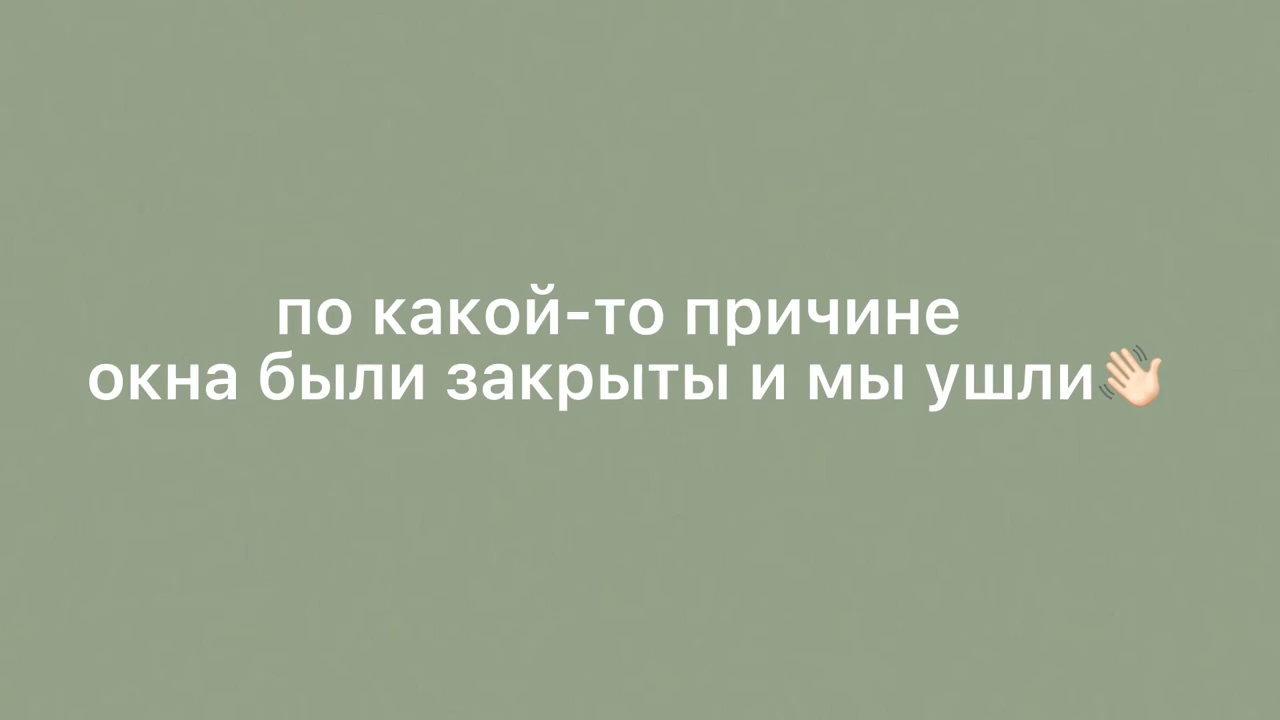 по какой-то причине
окна были закрыты и мы ушли👋🏻